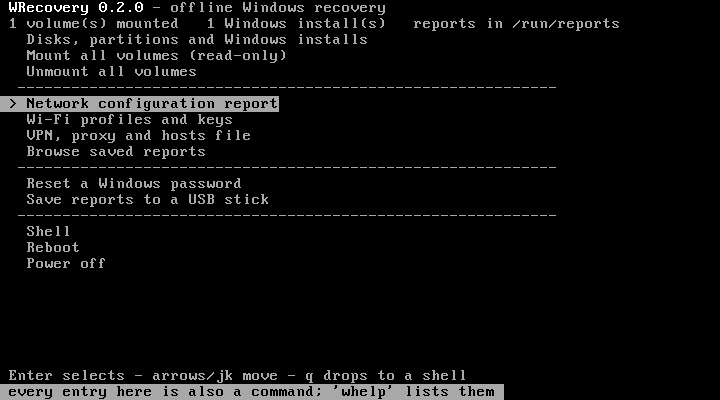 WRecovery 0.2.0 - offline Windows recovery
1 volume(s) mounted   1 Windows install(s)   reports in /run/reports
Disks, partitions and Windows installs
Mount all volumes (read-only)
Unmount all volumes
------------------------------------------------------------
> Network configuration report
Wi-Fi profiles and keys
VPN, proxy and hosts file
Browse saved reports
------------------------------------------------------------
Reset a Windows password
Save reports to a USB stick
------------------------------------------------------------
Shell
Reboot
Power off
Enter selects - arrows/jk move - q drops to a shell
every entry here is also a command; 'whelp' lists them